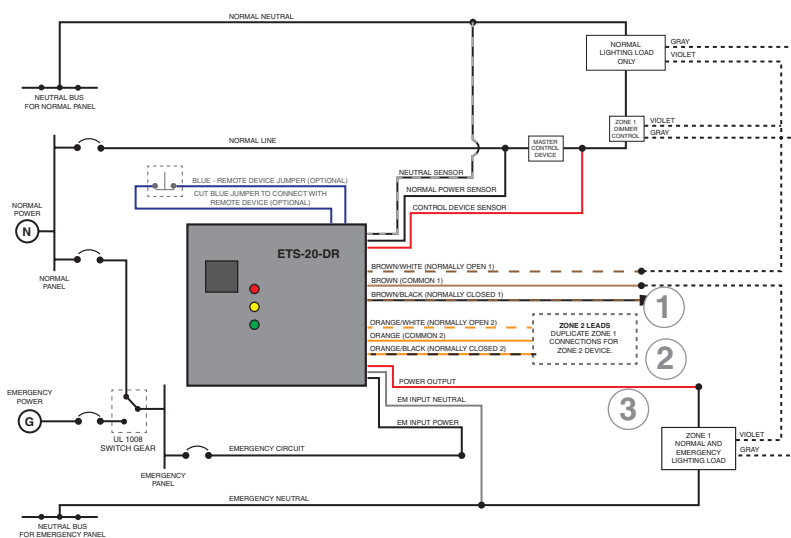 NORMAL NEUTRAL
NEUTRAL BUS
FOR NORMAL PANEL
NORMAL
LIGHTING LOAD
ONLY
GRAY
VIOLET
ZONE 1
DIMMER
CONTROL
VIOLET
GRAY
NORMAL LINE
MASTER
CONTROL
DEVICE
NEUTRAL SENSOR
BLUE - REMOTE DEVICE JUMPER (OPTIONAL)
CUT BLUE JUMPER TO CONNECT WITH
REMOTE DEVICE (OPTIONAL)
NORMAL POWER SENSOR
CONTROL DEVICE SENSOR
NORMAL
POWER
N
NORMAL
PANEL
ETS-20-DR
BROWN/WHITE (NORMALLY OPEN 1)
BROWN (COMMON 1)
BROWN/BLACK (NORMALLY CLOSED 1)
1
ORANGE/WHITE (NORMALLY OPEN 2)
ORANGE (COMMON 2)
ORANGE/BLACK (NORMALLY CLOSED 2)
ZONE 2 LEADS
DUPLICATE ZONE 1
CONNECTIONS FOR
ZONE 2 DEVICE.
2
POWER OUTPUT
3
EM INPUT NEUTRAL
EM INPUT POWER
EMERGENCY
POWER
G
UL 1008
SWITCH GEAR
EMERGENCY CIRCUIT
EMERGENCY
PANEL
ZONE 1
NORMAL AND
EMERGENCY
LIGHTING LOAD
VIOLET
GRAY
EMERGENCY NEUTRAL
NEUTRAL BUS
FOR EMERGENCY PANEL